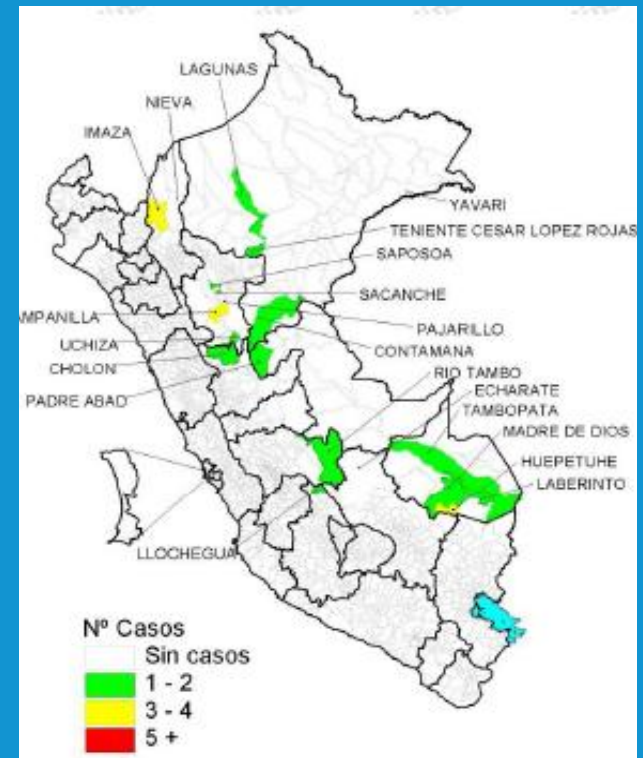 LAGUNAS
NIEVA
IMAZA
YAVARI
TENIENTE CESAR LOPEZ ROJAS
SAPOSOA
SACANCHE
AMPANILLA
PAJARILLO
UCHIZA
CONTAMANA
CHOLON
RIO TAMBO
PADRE ABAD
ECHARATE
TAMBOPATA
MADRE DE DIOS
HUEPETUHE
LABERINTO
LLOCHEGUA
Nº Casos
Sin casos
1 - 2
3 - 4
5 +